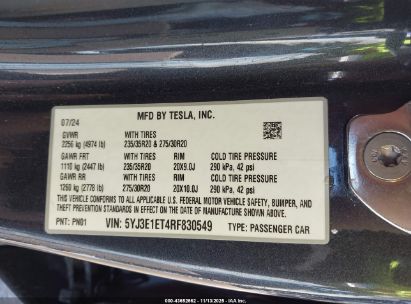 07/24 MFD BY TESLA, INC.
GVWR WITH TIRES
2256 kg (4974 lb) 235/35R20 & 275/30R20
GAWR FRT WITH TIRES RIM COLD TIRE PRESSURE
1110 kg (2447 lb) 235/35R20 20X9.0J 290 kPa, 42 psi
GAWR RR WITH TIRES RIM COLD TIRE PRESSURE
1260 kg (2778 lb) 275/30R20 20X10.0J 290 kPa, 42 psi
THIS VEHICLE CONFORMS TO ALL APPLICABLE
U.S. FEDERAL MOTOR VEHICLE SAFETY, BUMPER, AND
THEFT PREVENTION STANDARDS IN EFFECT ON
THE DATE OF MANUFACTURE SHOWN ABOVE.
PNT: PN01 VIN: 5YJ3E1ET4RF830549 TYPE: PASSENGER CAR